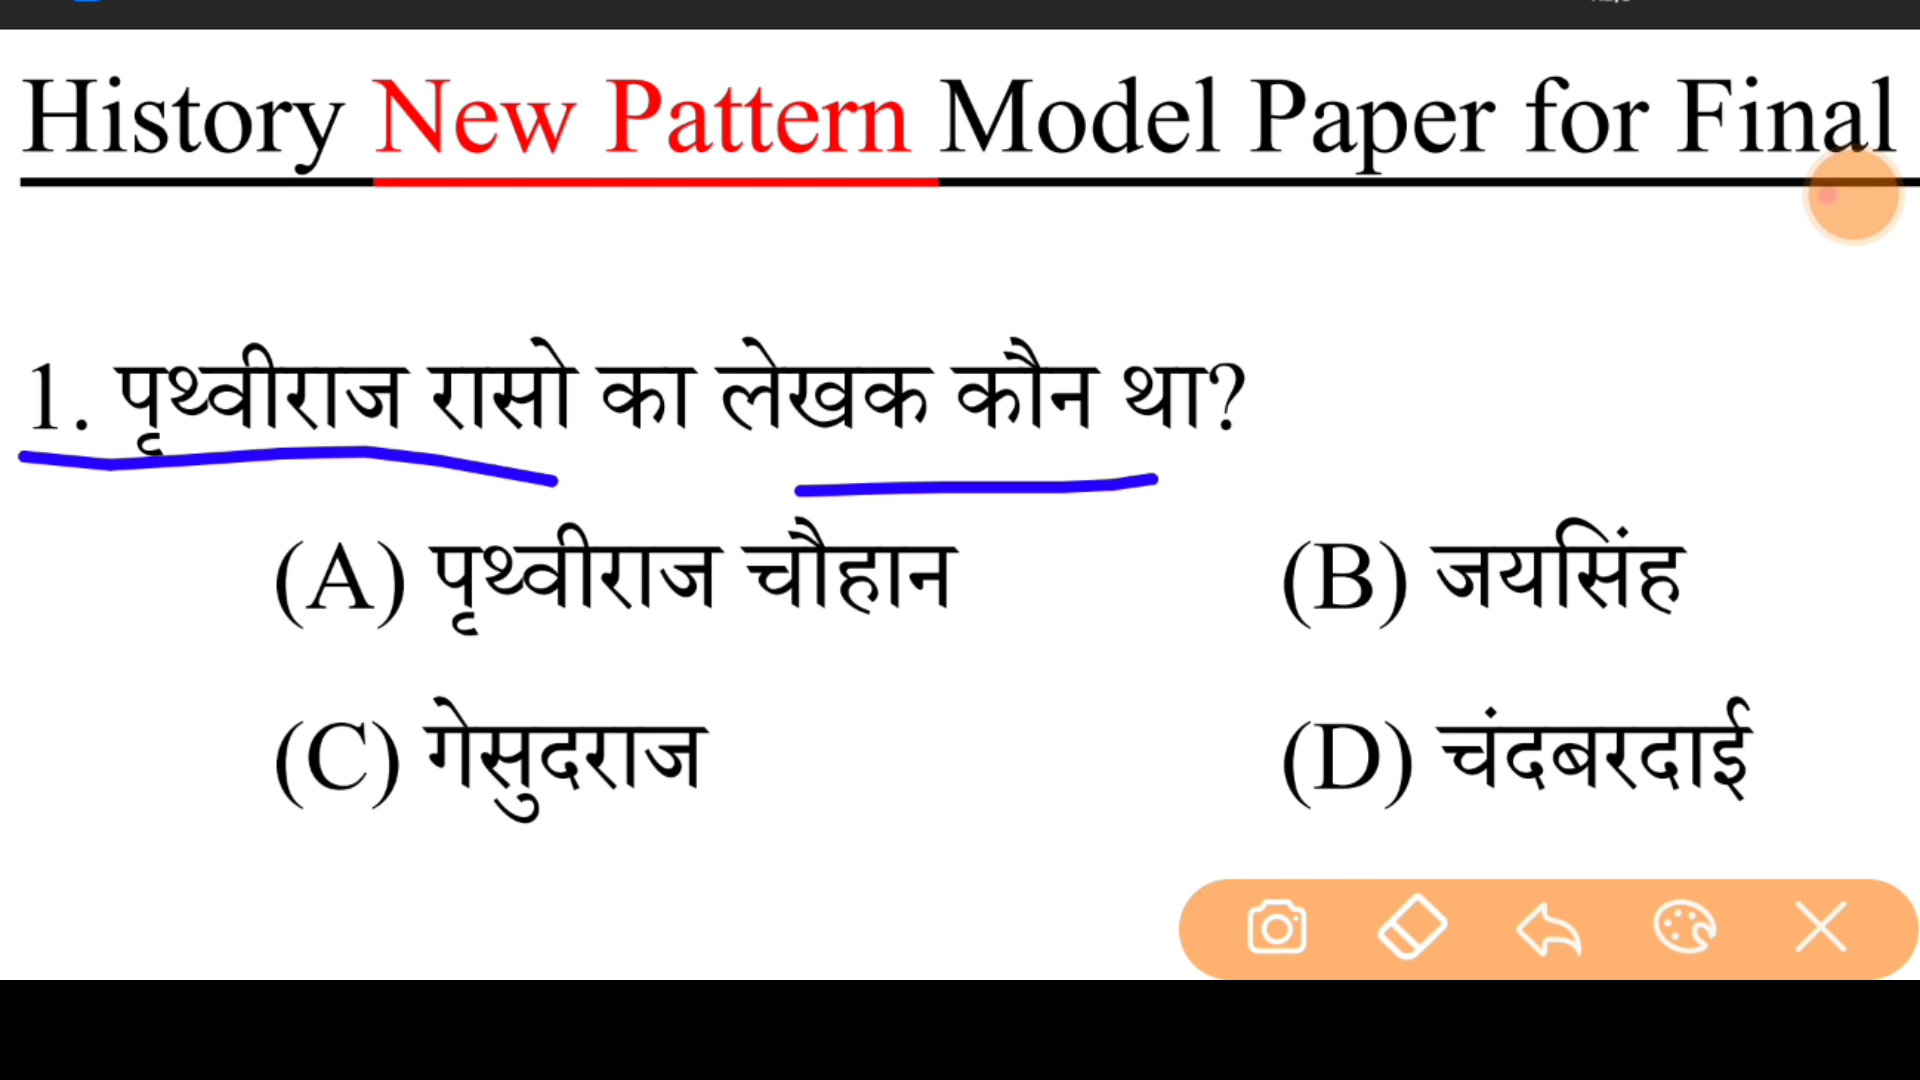 History New Pattern Model Paper for Final
1. पृथ्वीराज रासो का लेखक कौन था?
(A) पृथ्वीराज चौहान (B) जयसिंह
(C) गेसुदराज (D) चंदबरदाई